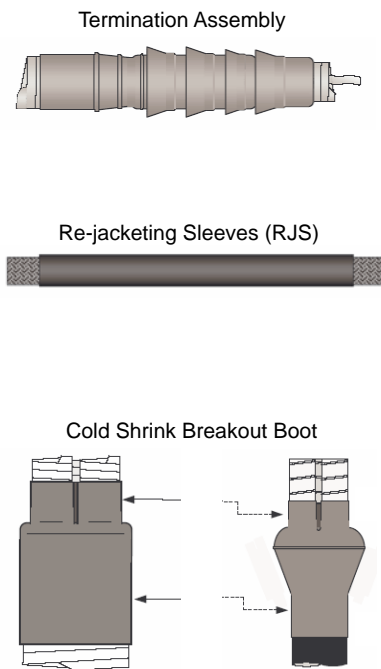 Termination Assembly
Re-jacketing Sleeves (RJS)
Cold Shrink Breakout Boot